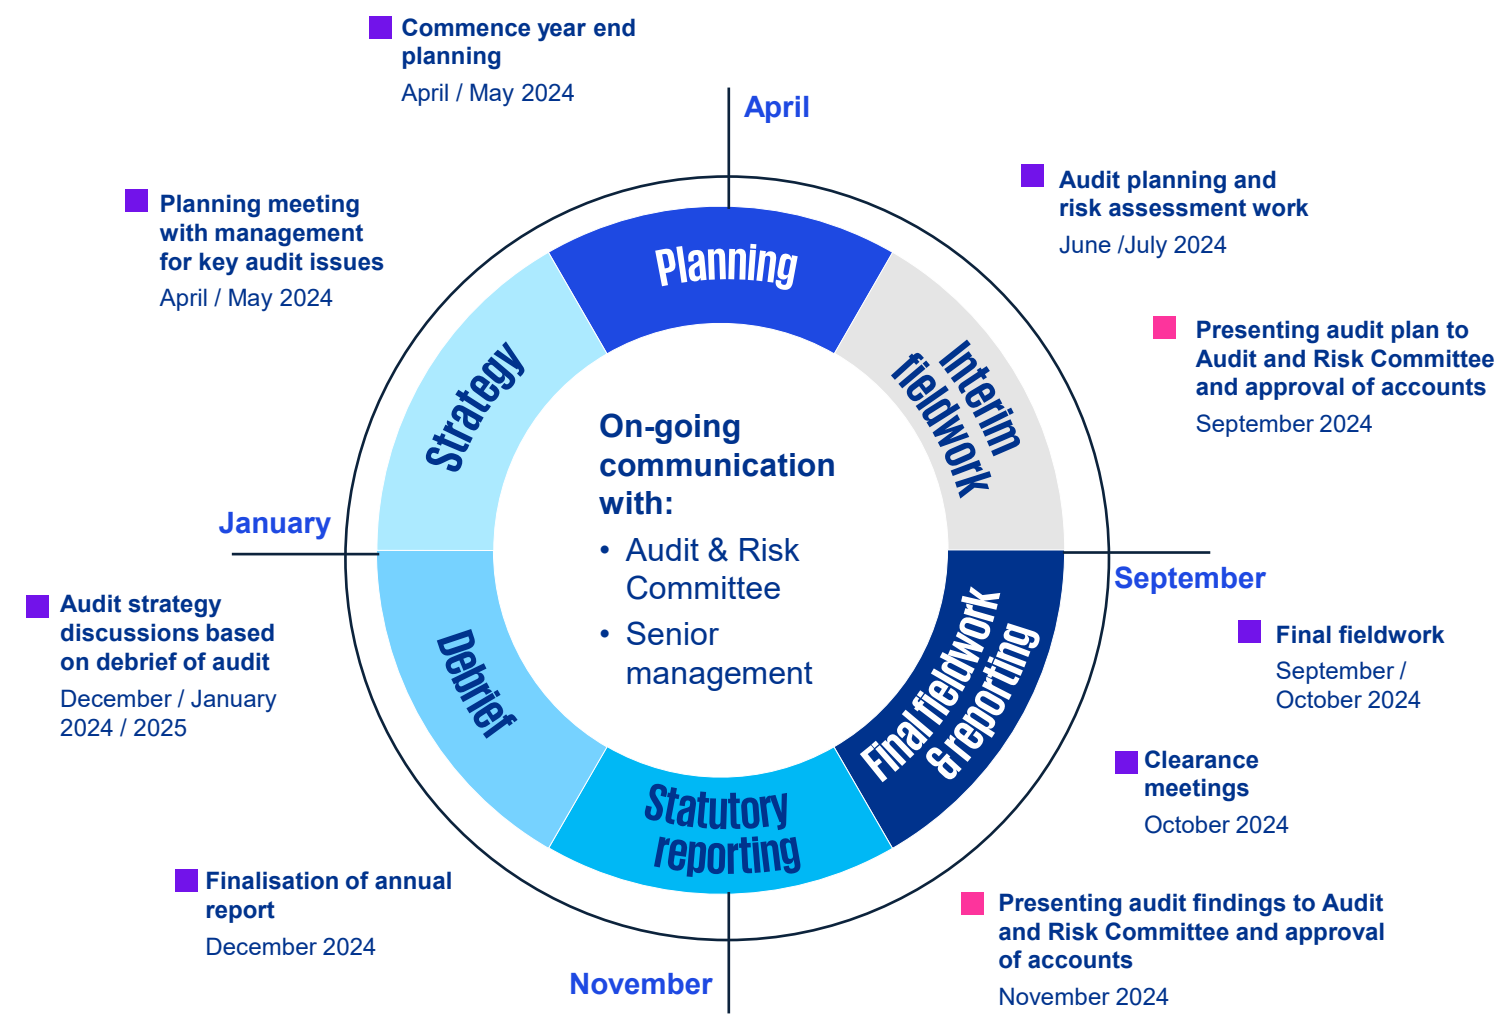 Commence year end
planning
April / May 2024
April
Planning meeting
with management
for key audit issues
April / May 2024
Audit planning and
risk assessment work
June /July 2024
Presenting audit plan to
Audit and Risk Committee
and approval of accounts
September 2024
Planning
Strategy
Interim
fieldwork
On-going
communication
with:
• Audit & Risk
Committee
• Senior
management
January
September
Audit strategy
discussions based
on debrief of audit
December / January
2024 / 2025
Debrief
Final fieldwork
& reporting
Final fieldwork
September /
October 2024
Clearance
meetings
October 2024
Statutory
reporting
Finalisation of annual
report
December 2024
November
Presenting audit findings to Audit
and Risk Committee and approval
of accounts
November 2024